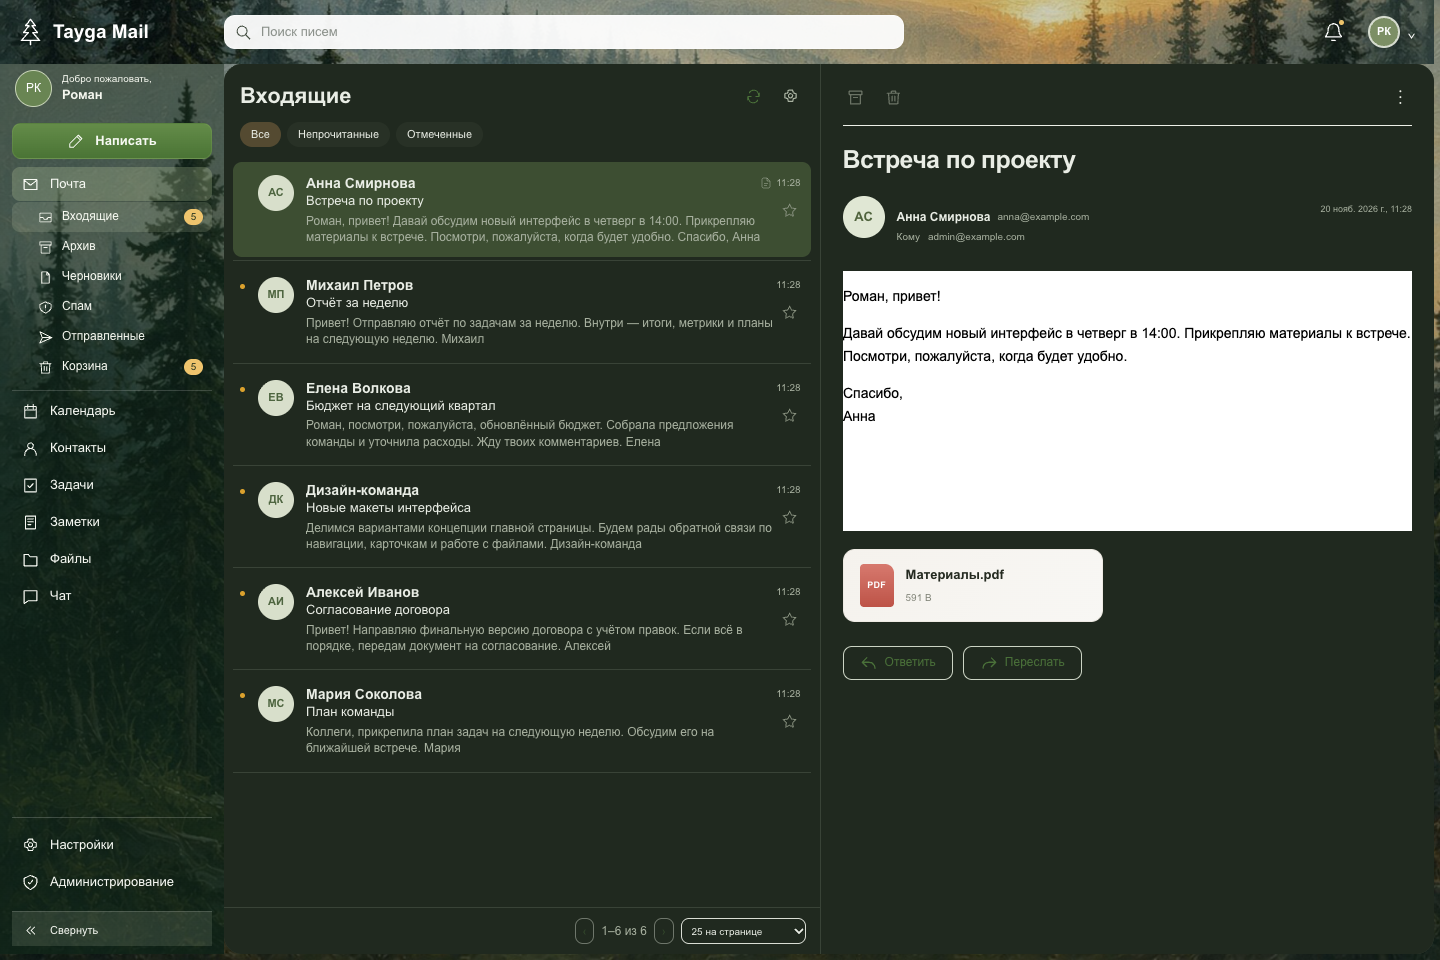 Tayga Mail
Поиск писем
РК
РК
Добро пожаловать,
Роман
Написать
Почта
Входящие 5
Архив
Черновики
Спам
Отправленные
Корзина 5
Календарь
Контакты
Задачи
Заметки
Файлы
Чат
Настройки
Администрирование
Свернуть
Входящие
Все Непрочитанные Отмеченные
АС
Анна Смирнова 11:28
Встреча по проекту
Роман, привет! Давай обсудим новый интерфейс в четверг в 14:00. Прикрепляю
материалы к встрече. Посмотри, пожалуйста, когда будет удобно. Спасибо, Анна
МП
Михаил Петров 11:28
Отчёт за неделю
Привет! Отправляю отчёт по задачам за неделю. Внутри — итоги, метрики и планы
на следующую неделю. Михаил
ЕВ
Елена Волкова 11:28
Бюджет на следующий квартал
Роман, посмотри, пожалуйста, обновлённый бюджет. Собрала предложения
команды и уточнила расходы. Жду твоих комментариев. Елена
ДК
Дизайн-команда 11:28
Новые макеты интерфейса
Делимся вариантами концепции главной страницы. Будем рады обратной связи по
навигации, карточкам и работе с файлами. Дизайн-команда
АИ
Алексей Иванов 11:28
Согласование договора
Привет! Направляю финальную версию договора с учётом правок. Если всё в
порядке, передам документ на согласование. Алексей
МС
Мария Соколова 11:28
План команды
Коллеги, прикрепила план задач на следующую неделю. Обсудим его на
ближайшей встрече. Мария
‹ 1–6 из 6 › 25 на странице
Встреча по проекту
АС
Анна Смирнова anna@example.com 20 нояб. 2026 г., 11:28
Кому admin@example.com
Роман, привет!
Давай обсудим новый интерфейс в четверг в 14:00. Прикрепляю материалы к встрече.
Посмотри, пожалуйста, когда будет удобно.
Спасибо,
Анна
PDF
Материалы.pdf
591 B
Ответить Переслать